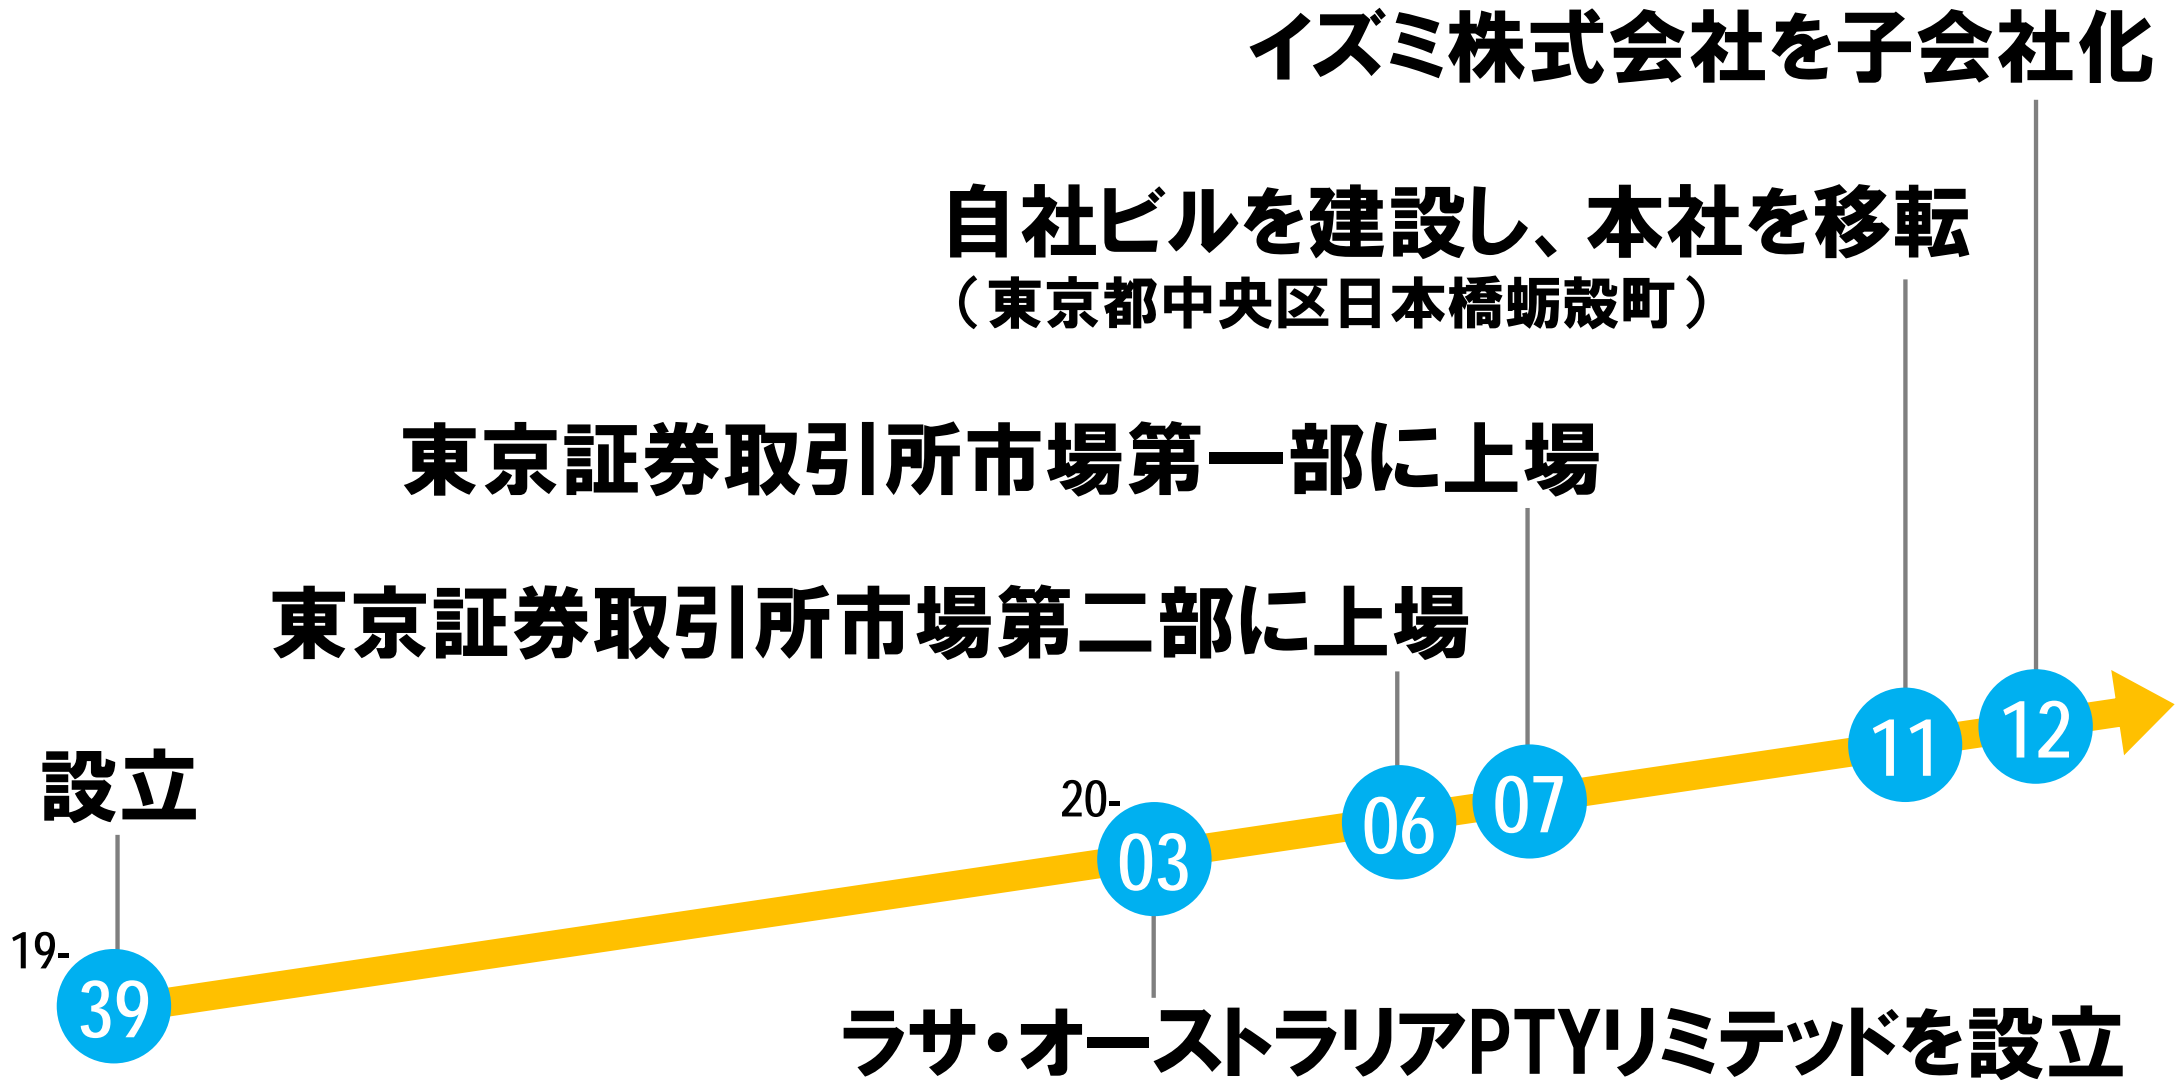 イズミ株式会社を子会社化
自社ビルを建設し、本社を移転
（東京都中央区日本橋蛎殻町）
東京証券取引所市場第一部に上場
東京証券取引所市場第二部に上場
設立
19-
39
20-
03
06
07
11
12
ラサ・オーストラリアPTYリミテッドを設立